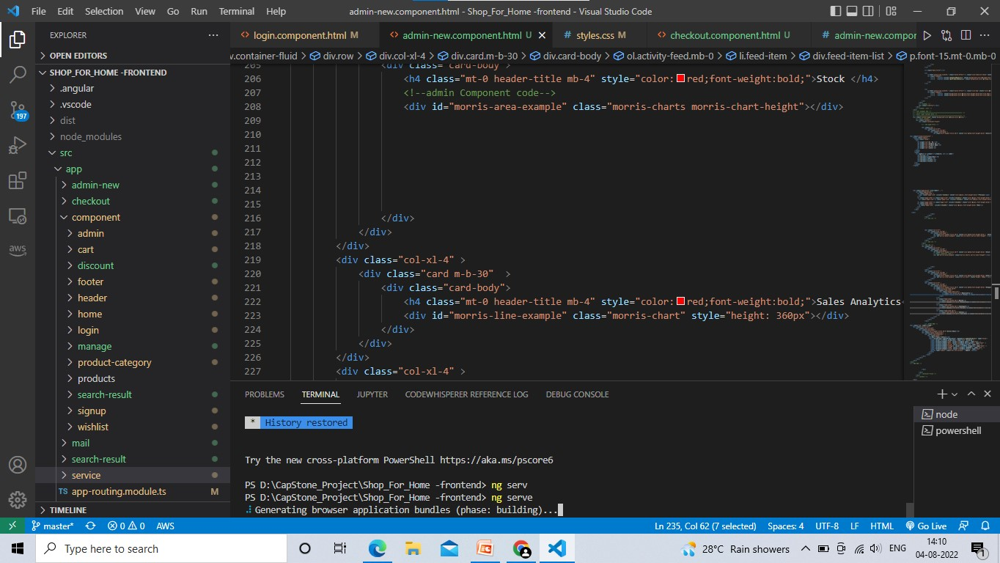 File Edit Selection View Go Run Terminal Help
admin-new.component.html - Shop_For_Home -frontend - Visual Studio Code
EXPLORER
login.component.html M
admin-new.component.html U
# styles.css M
checkout.component.html U
# admin-new.compor
v.container-fluid > div.row > div.col-xl-4 > div.card.m-b-30 > div.card-body > ol.activity-feed.mb-0 > li.feed-item > div.feed-item-list > p.font-15.mt-0.mb-0
OPEN EDITORS
SHOP_FOR_HOME -FRONTEND
.angular
.vscode
dist
node_modules
src
app
admin-new
checkout
component
admin
cart
discount
footer
header
home
login
manage
product-category
products
search-result
signup
wishlist
mail
search-result
service
TS app-routing.module.ts M
TIMELINE
197
aws
205 <div class="card-body">
206 <h4 class="mt-0 header-title mb-4" style="color:red;font-weight:bold;">Stock </h4>
207 <!--admin Component code-->
208 <div id="morris-area-example" class="morris-charts morris-chart-height"></div>
209
210
211
212
213
214
215
216 </div>
217 </div>
218 </div>
219 <div class="col-xl-4" >
220 <div class="card m-b-30"  >
221 <div class="card-body">
222 <h4 class="mt-0 header-title mb-4" style="color:red;font-weight:bold;">Sales Analytics<
223 <div id="morris-line-example" class="morris-chart" style="height: 360px"></div>
224 </div>
225 </div>
226 </div>
227 <div class="col-xl-4" >
PROBLEMS TERMINAL JUPYTER CODEWHISPERER REFERENCE LOG DEBUG CONSOLE
* History restored
Try the new cross-platform PowerShell https://aka.ms/pscore6
PS D:\CapStone_Project\Shop_For_Home -frontend> ng serv
PS D:\CapStone_Project\Shop_For_Home -frontend> ng serve
Generating browser application bundles (phase: building)...
node
powershell
master* 0 0 AWS
Ln 235, Col 62 (7 selected) Spaces: 4 UTF-8 LF HTML Go Live
Type here to search
28°C Rain showers
ENG
14:10
04-08-2022
1